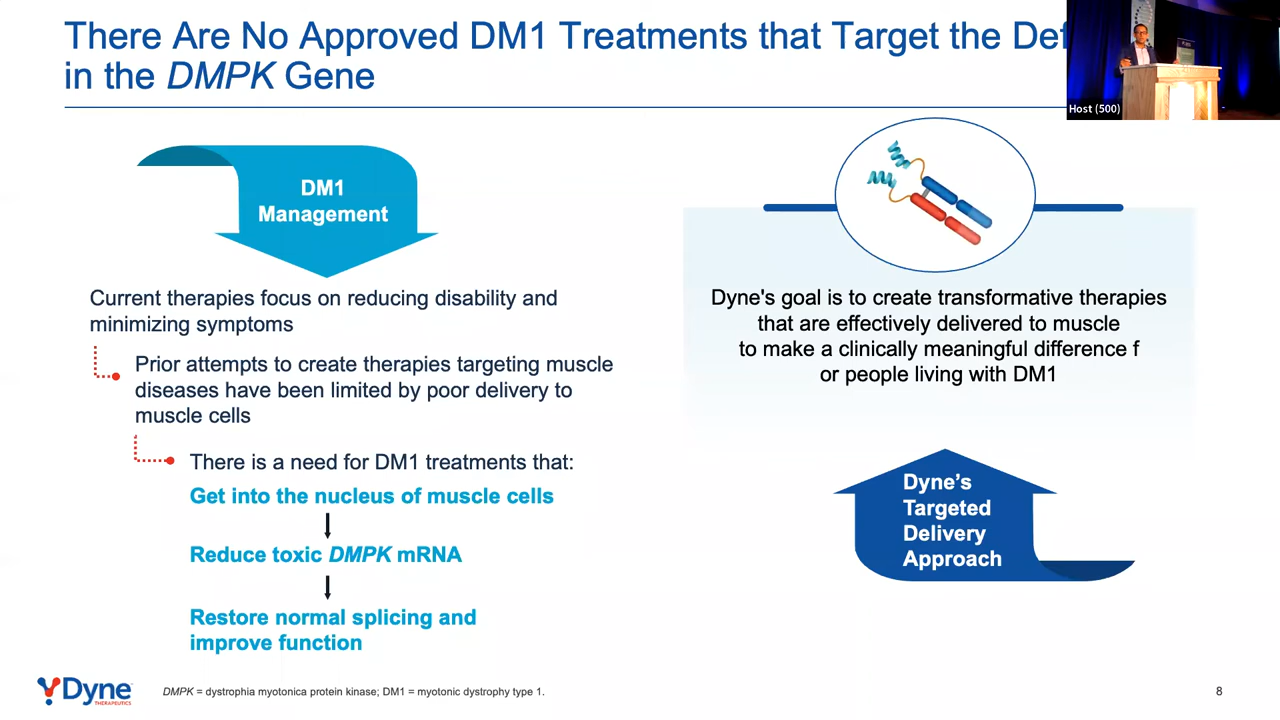 There Are No Approved DM1 Treatments that Target the
in the DMPK Gene
Host (500)
DM1
Management
Current therapies focus on reducing disability and
minimizing symptoms
Prior attempts to create therapies targeting muscle
diseases have been limited by poor delivery to
muscle cells
There is a need for DM1 treatments that:
Get into the nucleus of muscle cells
Reduce toxic DMPK mRNA
Restore normal splicing and
improve function
Dyne's goal is to create transformative therapies
that are effectively delivered to muscle
to make a clinically meaningful difference f
or people living with DM1
Dyne’s
Targeted
Delivery
Approach
Dyne
THERAPEUTICS
DMPK = dystrophia myotonica protein kinase; DM1 = myotonic dystrophy type 1.
8